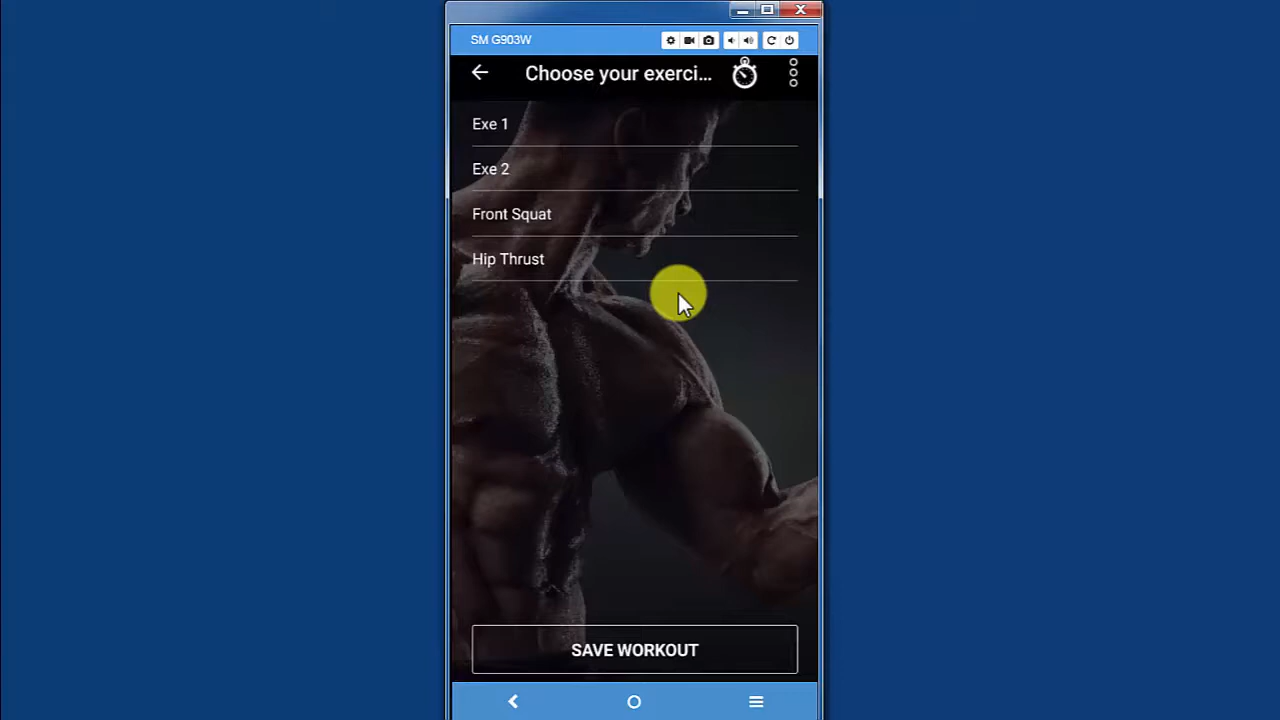 SM G903W
Choose your exerci...
Exe 1
Exe 2
Front Squat
Hip Thrust
SAVE WORKOUT